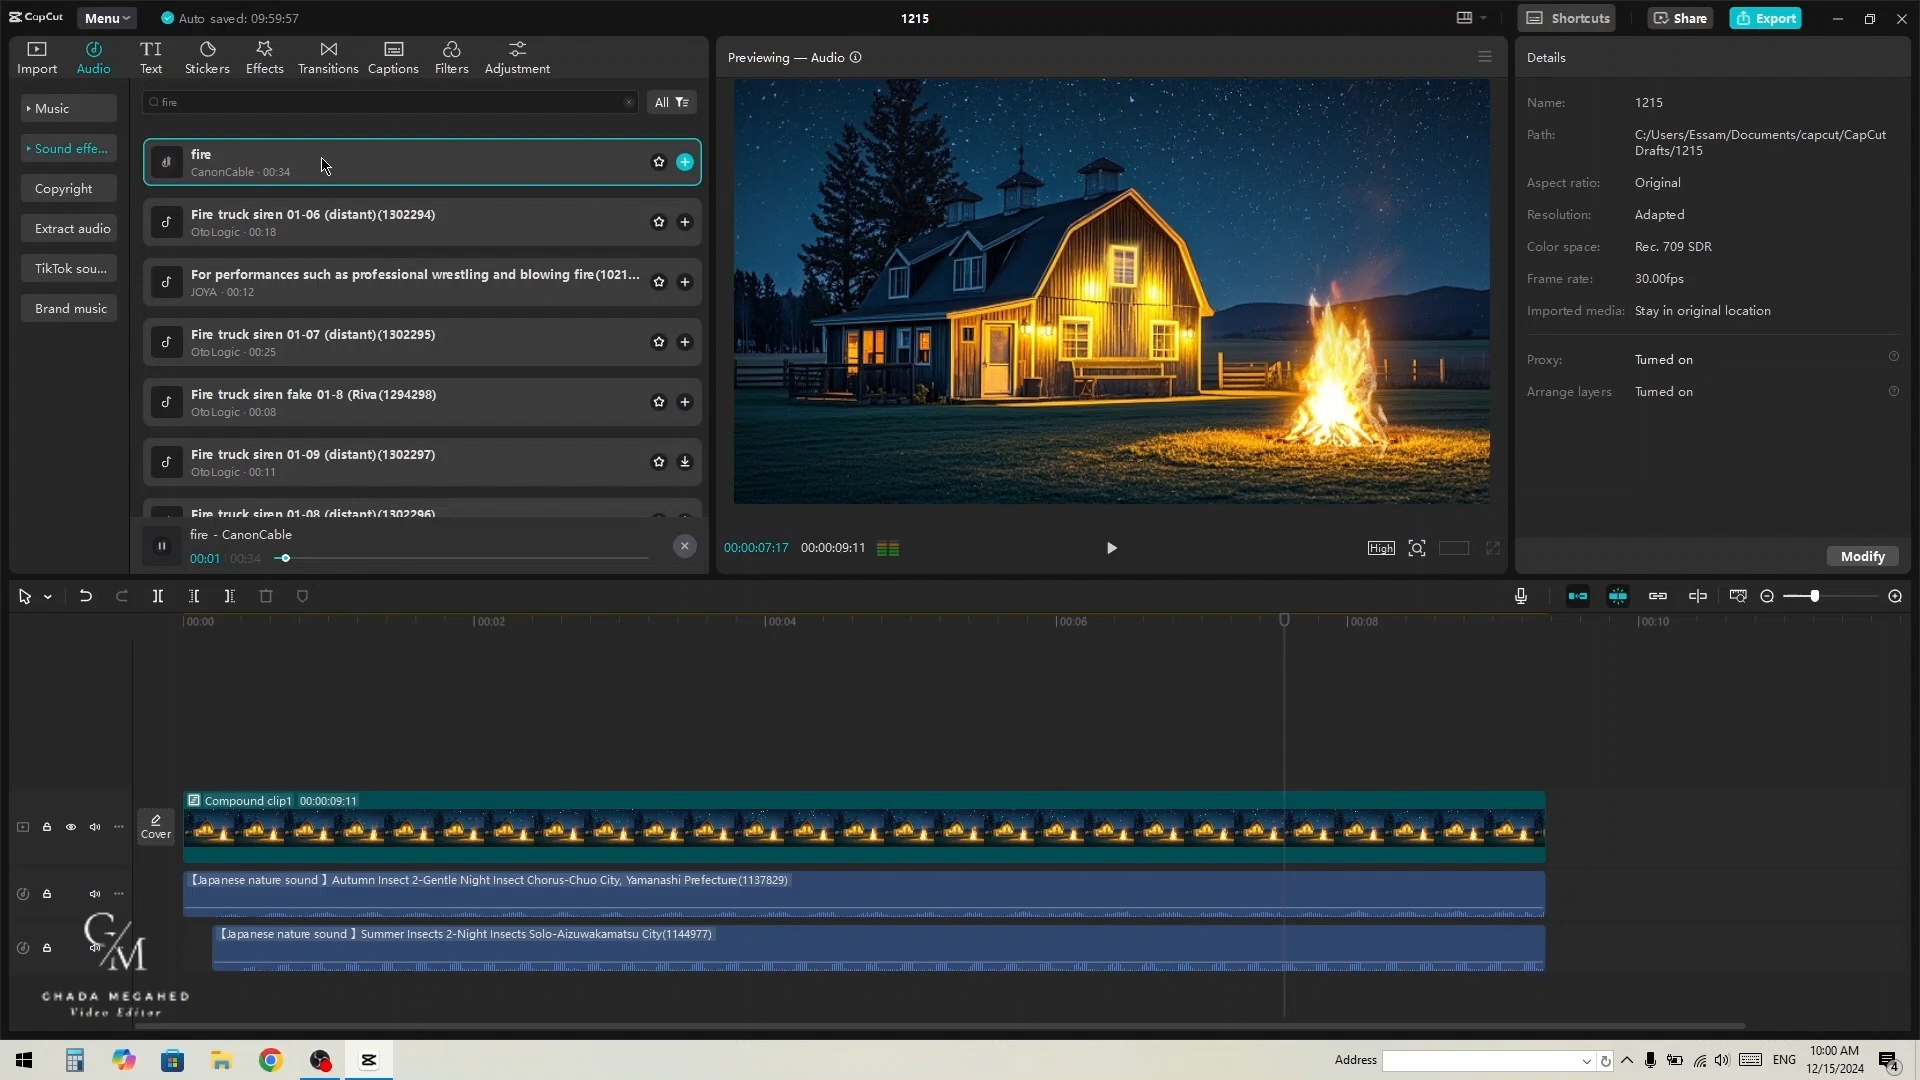 CapCut
Menu
Auto saved: 09:59:57
1215
Shortcuts
Share
Export
Import
Audio
Text
Stickers
Effects
Transitions
Captions
Filters
Adjustment
Music
Sound effe...
Copyright
Extract audio
TikTok sou...
Brand music
fire
All
fire
CanonCable · 00:34
Fire truck siren 01-06 (distant)(1302294)
OtoLogic · 00:18
For performances such as professional wrestling and blowing fire(1021...
JOYA · 00:12
Fire truck siren 01-07 (distant)(1302295)
OtoLogic · 00:25
Fire truck siren fake 01-8 (Riva(1294298)
OtoLogic · 00:08
Fire truck siren 01-09 (distant)(1302297)
OtoLogic · 00:11
Fire truck siren 01-08 (distant)(1302296)
fire - CanonCable
00:01 00:34
Previewing — Audio
00:00:07:17 00:00:09:11
High
Details
Name: 1215
Path: C:/Users/Essam/Documents/capcut/CapCut
Drafts/1215
Aspect ratio: Original
Resolution: Adapted
Color space: Rec. 709 SDR
Frame rate: 30.00fps
Imported media: Stay in original location
Proxy: Turned on
Arrange layers Turned on
Modify
00:00
00:02
00:04
00:06
00:08
00:10
Cover
Compound clip1 00:00:09:11
【Japanese nature sound 】Autumn Insect 2-Gentle Night Insect Chorus-Chuo City, Yamanashi Prefecture(1137829)
【Japanese nature sound 】Summer Insects 2-Night Insects Solo-Aizuwakamatsu City(1144977)
G/M
GHADA MEGAHED
Video Editor
Address
ENG
10:00 AM
12/15/2024
4